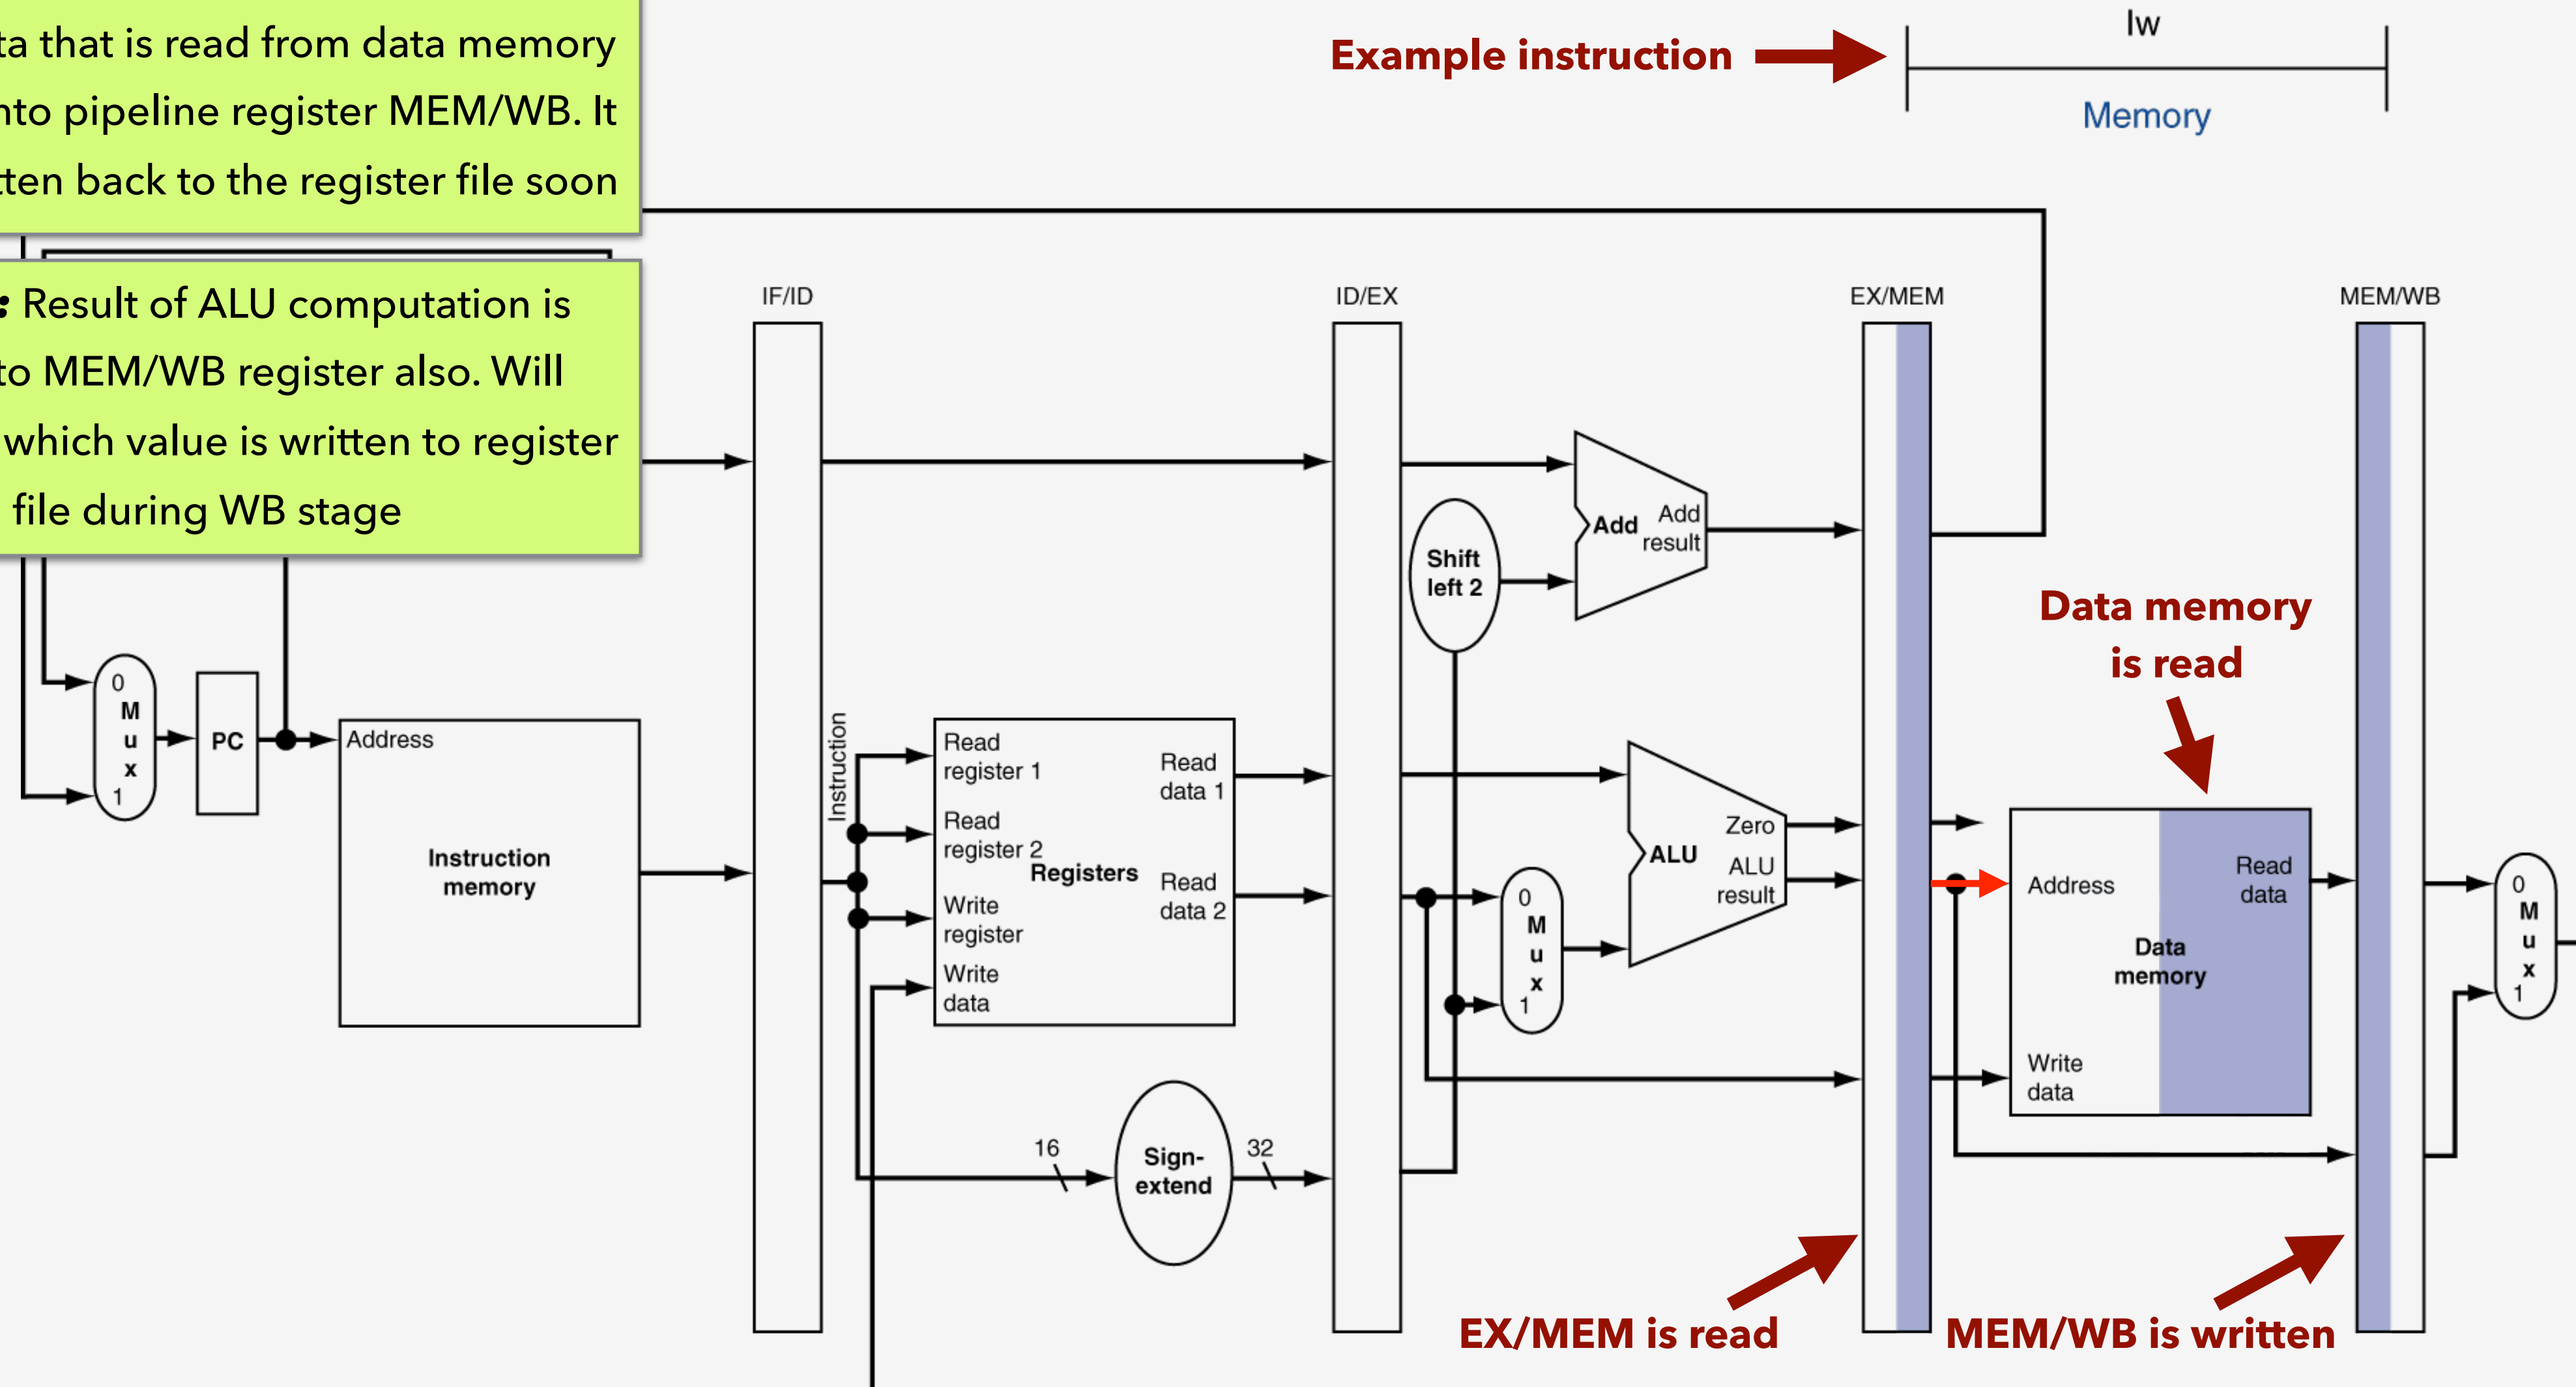 that is read from data memory
pipeline register MEM/WB. It
back to the register file soon
: Result of ALU computation is
to MEM/WB register also. Will
which value is written to register
file during WB stage
Example instruction
lw
Memory
IF/ID
ID/EX
EX/MEM
MEM/WB
Add
Add
result
Shift
left 2
Data memory
is read
0
M
u
x
1
PC
Address
Instruction
memory
Instruction
Read
register 1
Read
register 2
Write
register
Write
data
Registers
Read
data 1
Read
data 2
16
Sign-
extend
32
0
M
u
x
1
ALU
Zero
ALU
result
Address
Read
data
Data
memory
Write
data
0
M
u
x
1
EX/MEM is read
MEM/WB is written